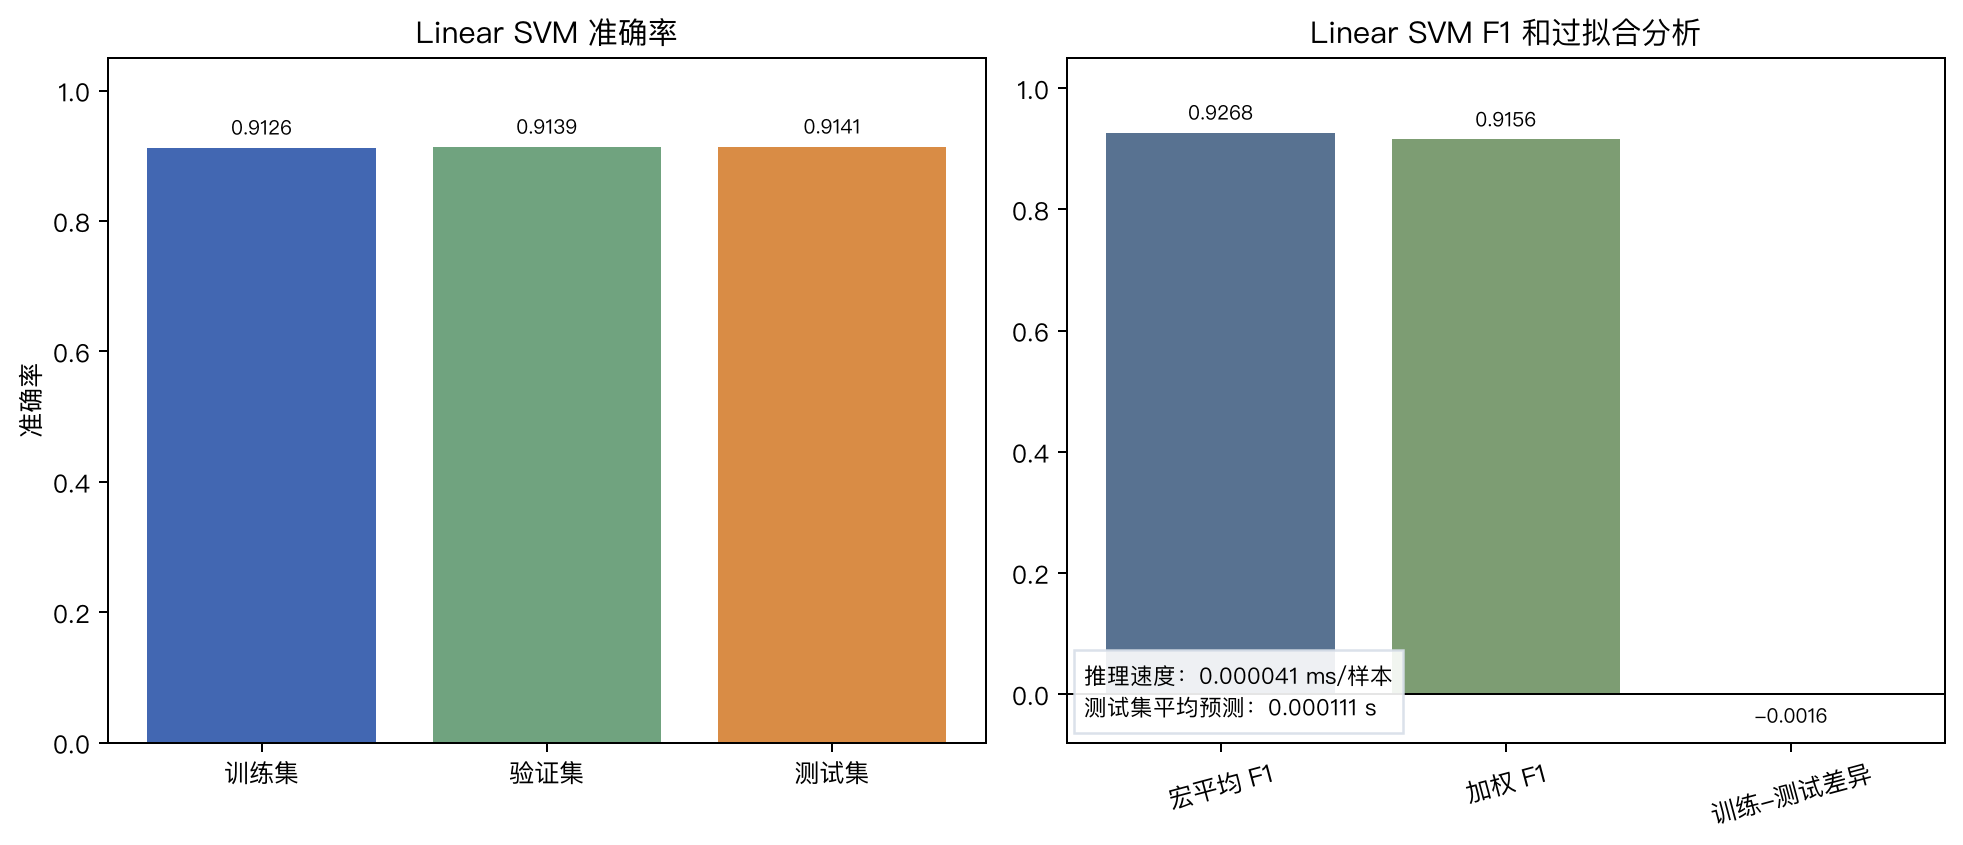 Linear SVM 准确率
准确率
1.0
0.8
0.6
0.4
0.2
0.0
0.9126
0.9139
0.9141
训练集
验证集
测试集
Linear SVM F1 和过拟合分析
1.0
0.8
0.6
0.4
0.2
0.0
0.9268
0.9156
−0.0016
推理速度：0.000041 ms/样本
测试集平均预测：0.000111 s
宏平均 F1
加权 F1
训练−测试差异